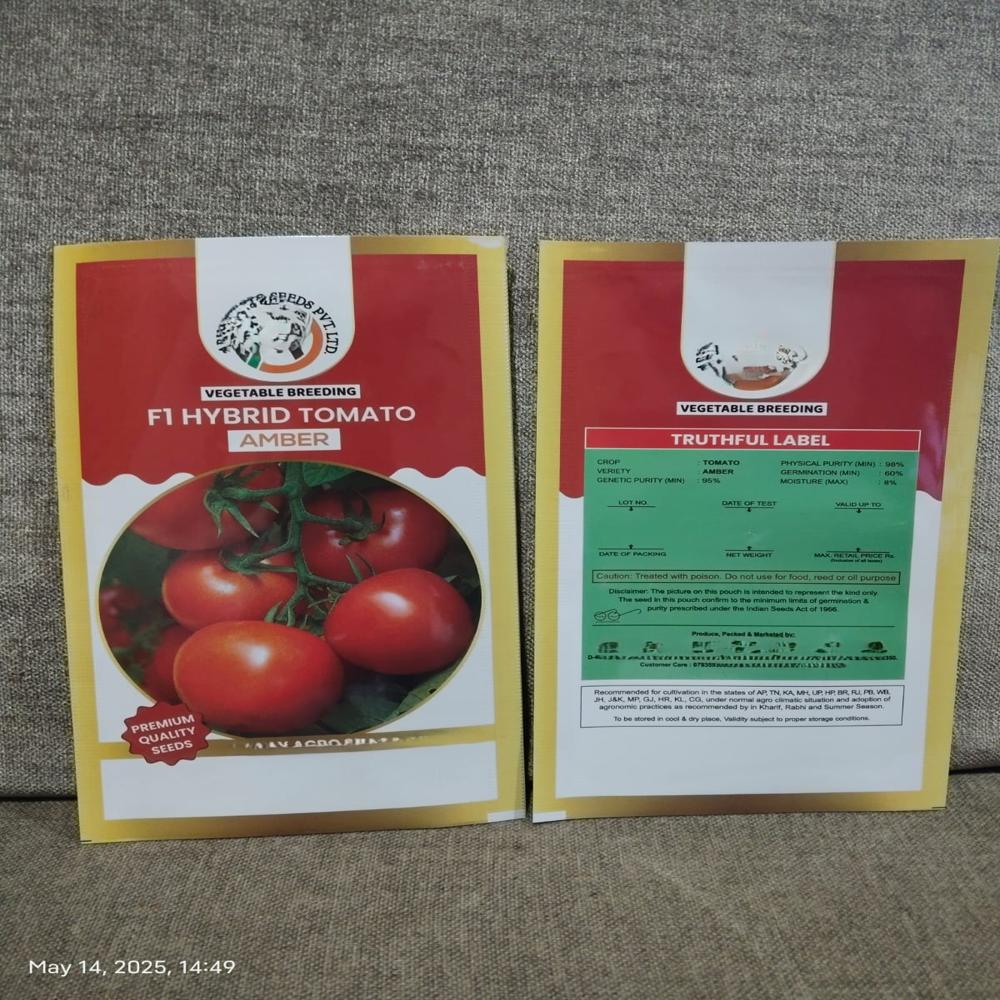 SEEDS PVT. LTD.
VEGETABLE BREEDING
F1 HYBRID TOMATO
AMBER
PREMIUM
QUALITY
SEEDS
VEGETABLE BREEDING
TRUTHFUL LABEL
CROP : TOMATO PHYSICAL PURITY (MIN) : 98%
VERIETY : AMBER GERMINATION (MIN) : 60%
GENETIC PURITY (MIN) : 95% MOISTURE (MAX) : 8%
LOT NO. DATE OF TEST VALID UP TO
DATE OF PACKING NET WEIGHT MAX. RETAIL PRICE Rs.
(Inclusive of all taxes)
Caution: Treated with poison. Do not use for food, reed or oil purpose
Disclaimer: The picture on this pouch is intended to represent the kind only.
The seed in this pouch confirm to the minimum limits of germination &
purity prescribed under the Indian Seeds Act of 1966.
Produce, Packed & Marketed by:
Customer Care :
Recommended for cultivation in the states of AP, TN, KA, MH, UP, HP, BR, RJ, PB, WB,
JH, J&K, MP, GJ, HR, KL, CG, under normal agro climatic situation and adoption of
agronomic practices as recommended by in Kharif, Rabhi and Summer Season.
To be stored in cool & dry place, Validity subject to proper storage conditions.
May 14, 2025, 14:49